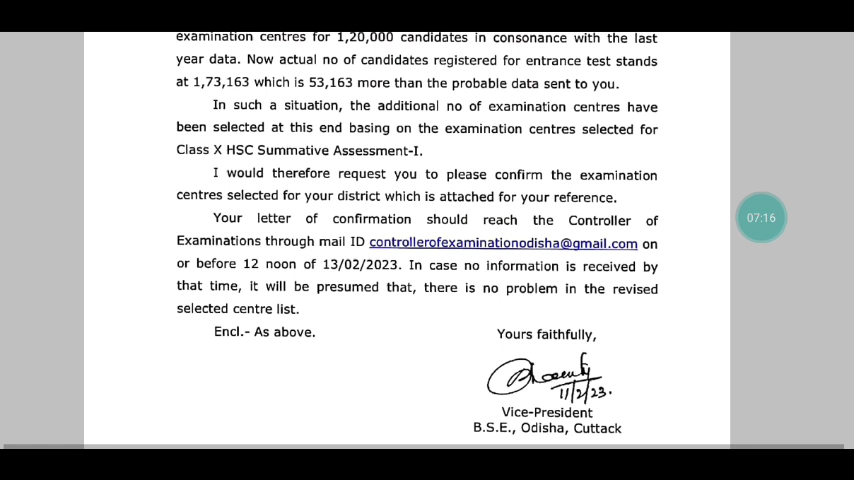 examination centres for 1,20,000 candidates in consonance with the last
year data. Now actual no of candidates registered for entrance test stands
at 1,73,163 which is 53,163 more than the probable data sent to you.
In such a situation, the additional no of examination centres have
been selected at this end basing on the examination centres selected for
Class X HSC Summative Assessment-I.
I would therefore request you to please confirm the examination
centres selected for your district which is attached for your reference.
Your letter of confirmation should reach the Controller of
Examinations through mail ID controllerofexaminationodisha@gmail.com on
or before 12 noon of 13/02/2023. In case no information is received by
that time, it will be presumed that, there is no problem in the revised
selected centre list.
Encl.- As above.
Yours faithfully,
11/2/23.
Vice-President
B.S.E., Odisha, Cuttack
07:16